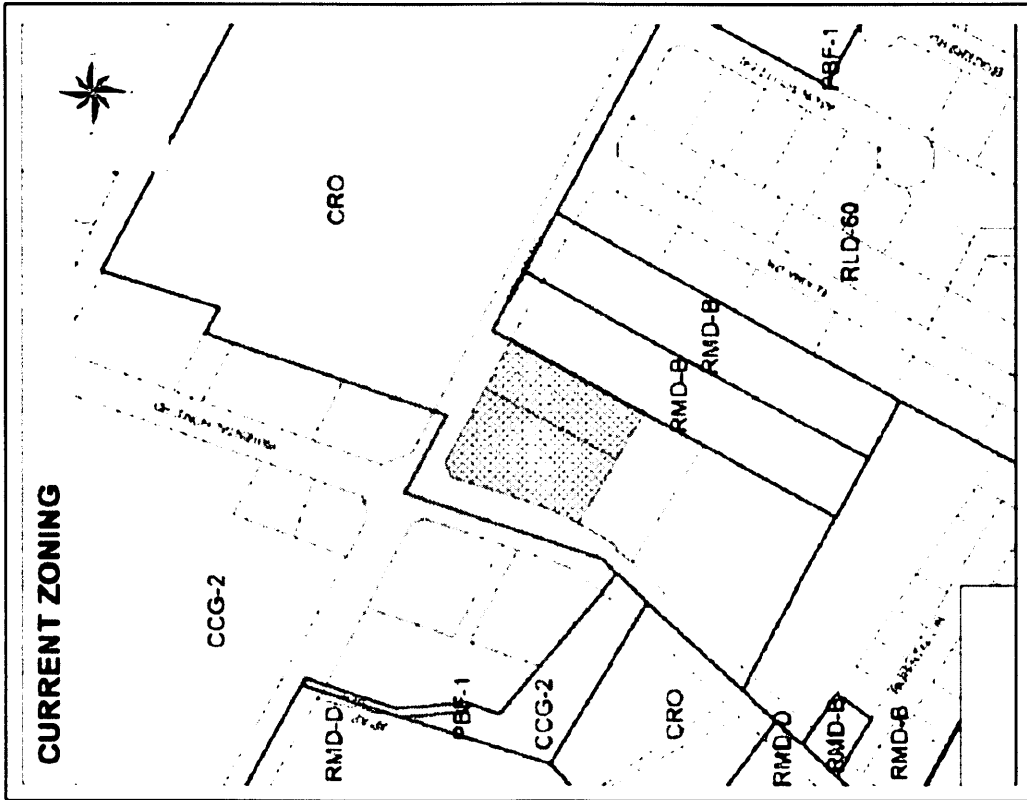 CURRENT ZONING
CRO
PBF-1
CCG-2
RLD-60
RMD-B
RMD-B
RMD-D
PBF-1
CCG-2
CRO
RMD-D
RMD-B
RMD-B